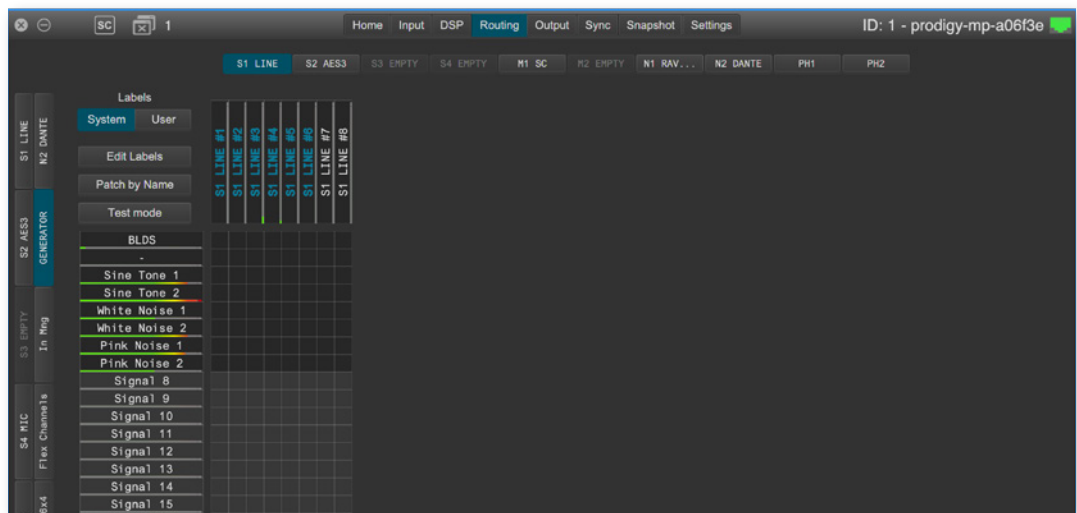 SC 1 Home Input DSP Routing Output Sync Snapshot Settings ID: 1 - prodigy-mp-a06f3e
S1 LINE S2 AES3 S3 EMPTY S4 EMPTY M1 SC M2 EMPTY N1 RAV... N2 DANTE PH1 PH2
Labels
System User
Edit Labels
Patch by Name
Test mode
S1 LINE
N2 DANTE
S2 AES3
GENERATOR
S3 EMPTY
In Mng
S4 MIC
Flex Channels
6x4
S1 LINE #1
S1 LINE #2
S1 LINE #3
S1 LINE #4
S1 LINE #5
S1 LINE #6
S1 LINE #7
S1 LINE #8
BLDS
-
Sine Tone 1
Sine Tone 2
White Noise 1
White Noise 2
Pink Noise 1
Pink Noise 2
Signal 8
Signal 9
Signal 10
Signal 11
Signal 12
Signal 13
Signal 14
Signal 15